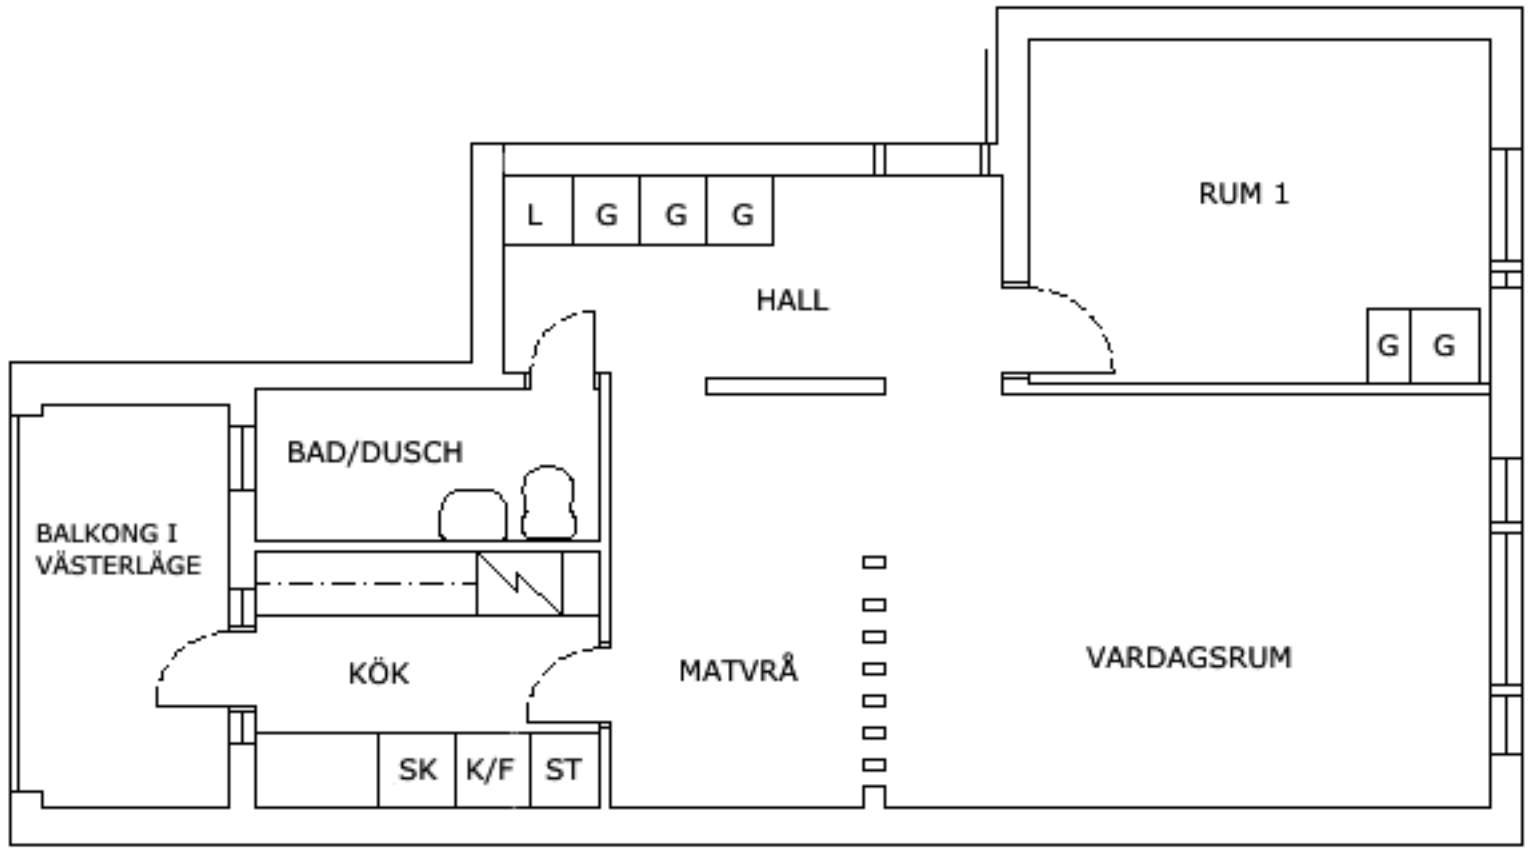 RUM 1
L G G G
HALL
G G
BAD/DUSCH
BALKONG I
VÄSTERLÄGE
KÖK
MATVRÅ
VARDAGSRUM
SK K/F ST